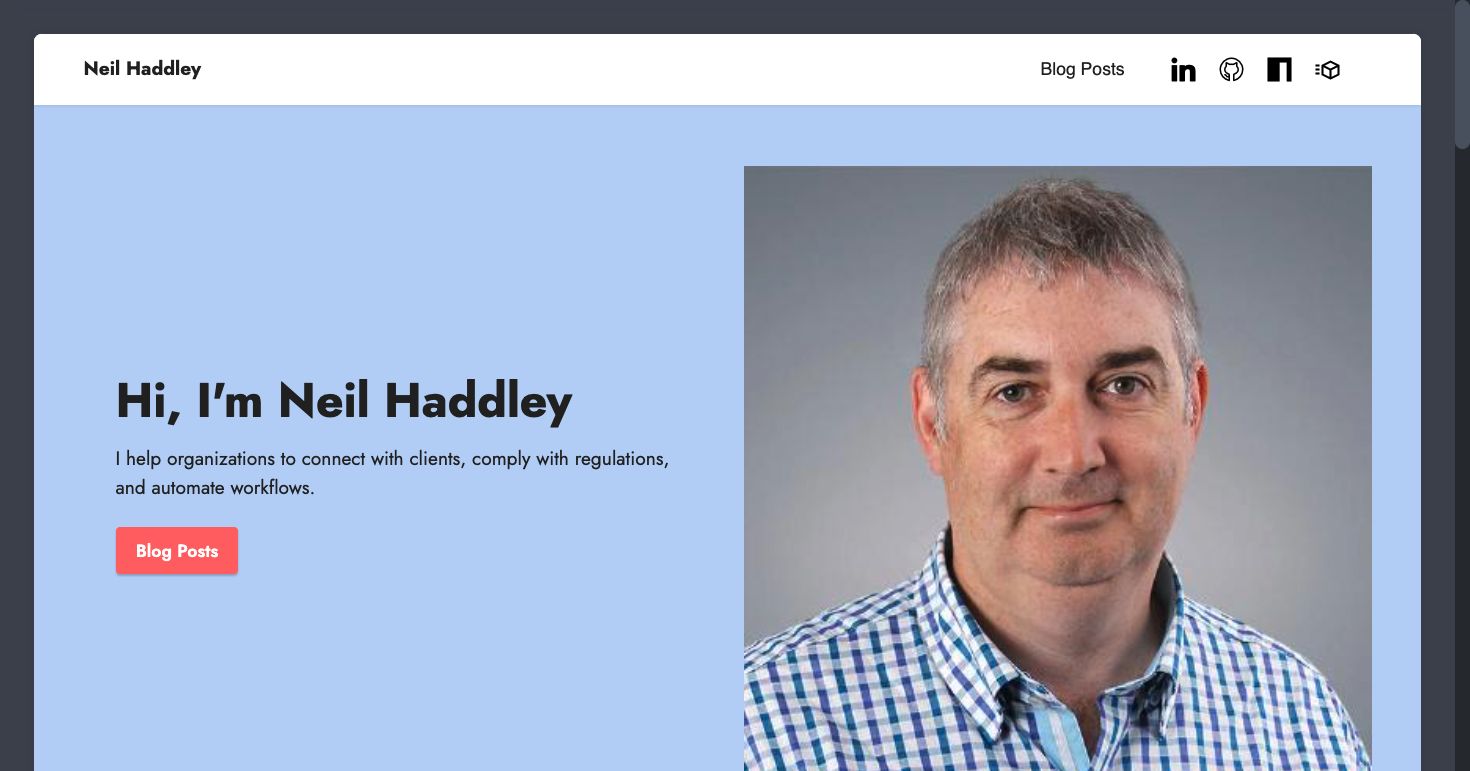 Neil Haddley
Blog Posts
Hi, I'm Neil Haddley
I help organizations to connect with clients, comply with regulations,
and automate workflows.
Blog Posts